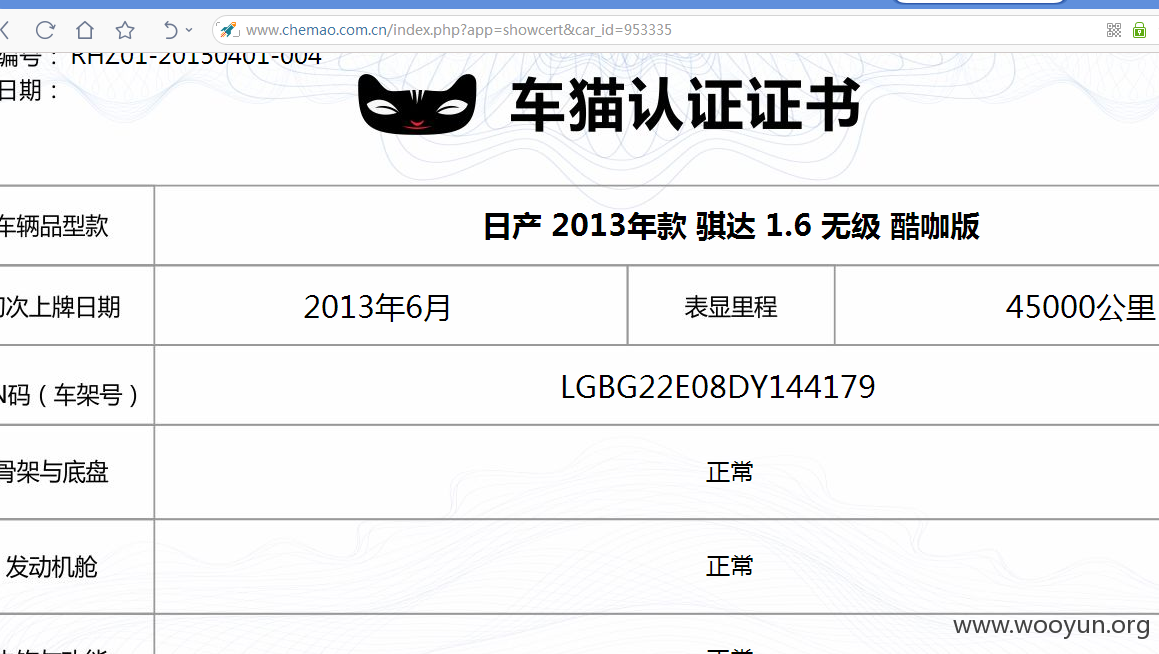 www.chemao.com.cn/index.php?app=showcert&car_id=953335
编号： RHZ01-20150401-004
日期：
车猫认证证书
车辆品型款 日产 2013年款 骐达 1.6 无级 酷咖版
次上牌日期 2013年6月 表显里程 45000公里
N码（车架号） LGBG22E08DY144179
骨架与底盘 正常
发动机舱 正常
正常
www.wooyun.org